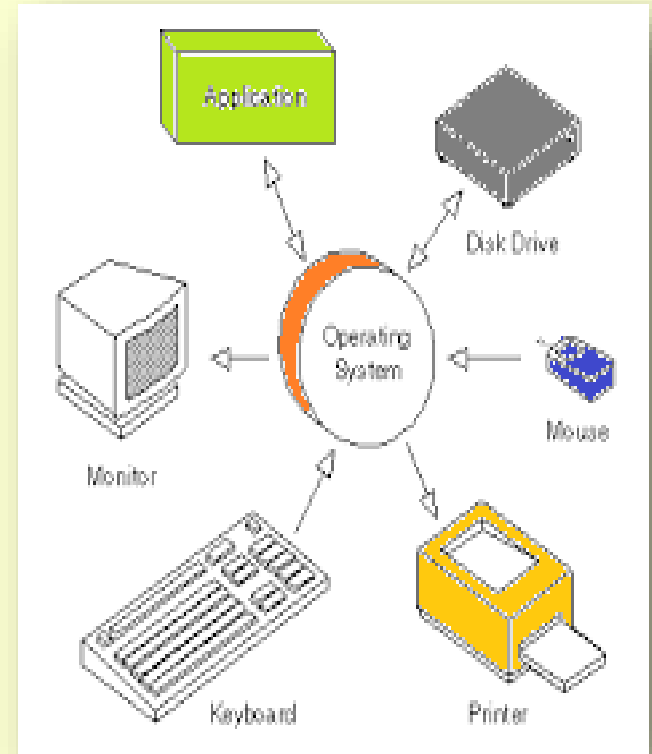 Application
Disk Drive
Operating
System
Mouse
Monitor
Keyboard
Printer